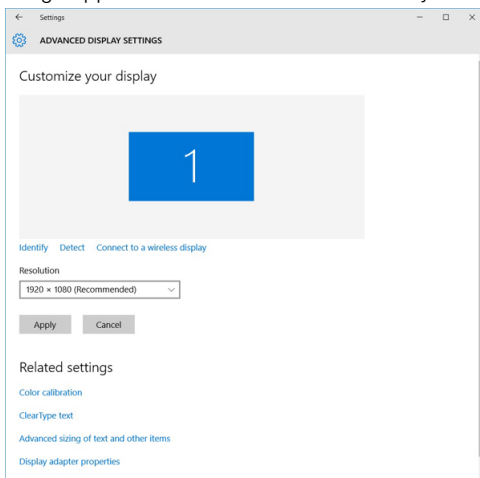 Settings
ADVANCED DISPLAY SETTINGS
Customize your display
1
Identify Detect Connect to a wireless display
Resolution
1920 × 1080 (Recommended)
Apply Cancel
Related settings
Color calibration
ClearType text
Advanced sizing of text and other items
Display adapter properties